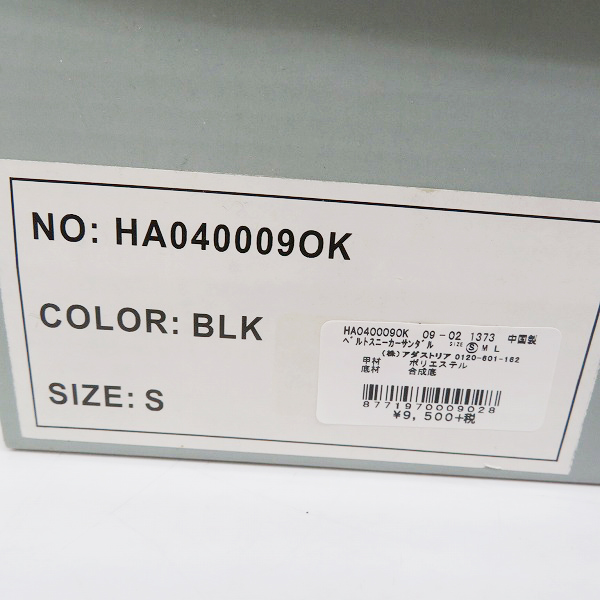 NO: HA040009OK
COLOR: BLK
SIZE: S
HA040009OK 09-02 1373 中国製
ﾍﾞﾙﾄｽﾆｰｶｰｻﾝﾀﾞﾙ SIZE Ⓢ M L
(株)アダストリア 0120-601-162
甲材 ポリエステル
底材 合成底
8771970009028
¥9,500+税